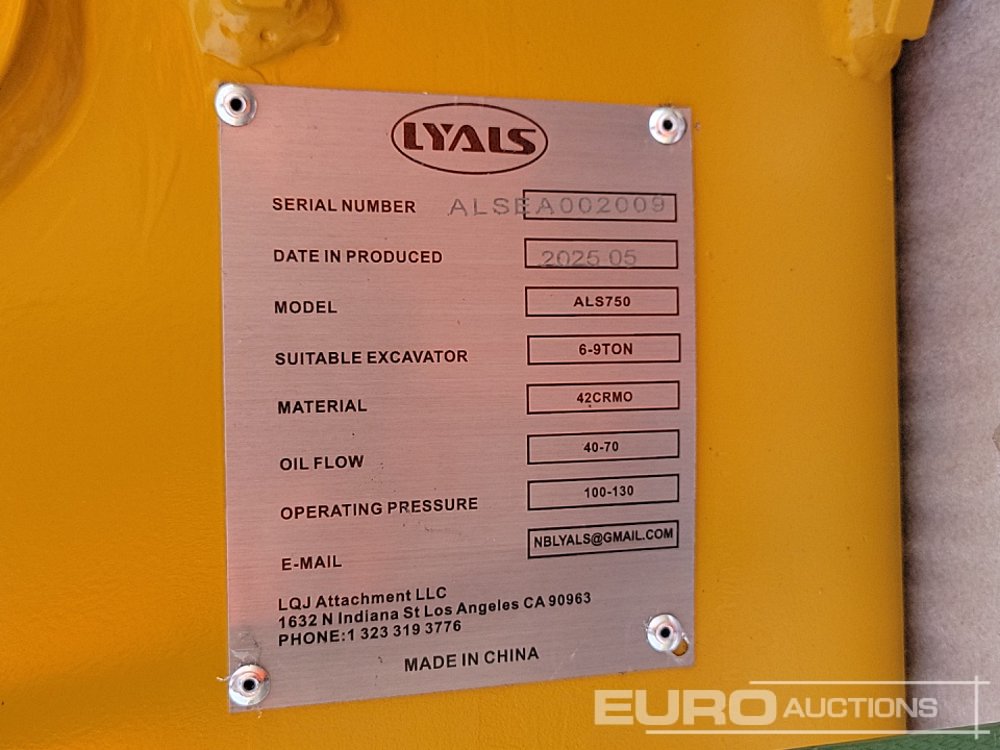 LYALS
SERIAL NUMBER ALSEA002009
DATE IN PRODUCED 2025 05
MODEL ALS750
SUITABLE EXCAVATOR 6-9TON
MATERIAL 42CRMO
OIL FLOW 40-70
OPERATING PRESSURE 100-130
E-MAIL NBLYALS@GMAIL.COM
LQJ Attachment LLC
1632 N Indiana St Los Angeles CA 90963
PHONE:1 323 319 3776
MADE IN CHINA
EURO AUCTIONS